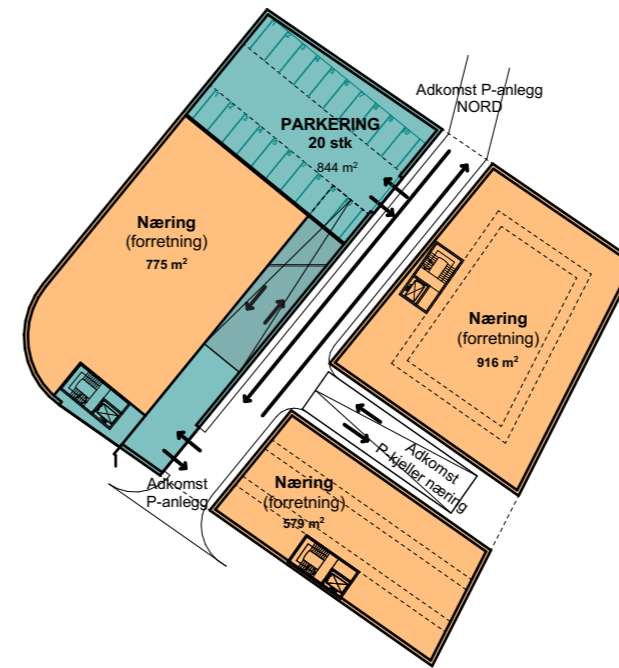 Adkomst P-anlegg
NORD
PARKERING
20 stk
844 m²
Næring
(forretning)
775 m²
Næring
(forretning)
916 m²
Adkomst
P-kjeller næring
Adkomst
P-anlegg
Næring
(forretning)
579 m²